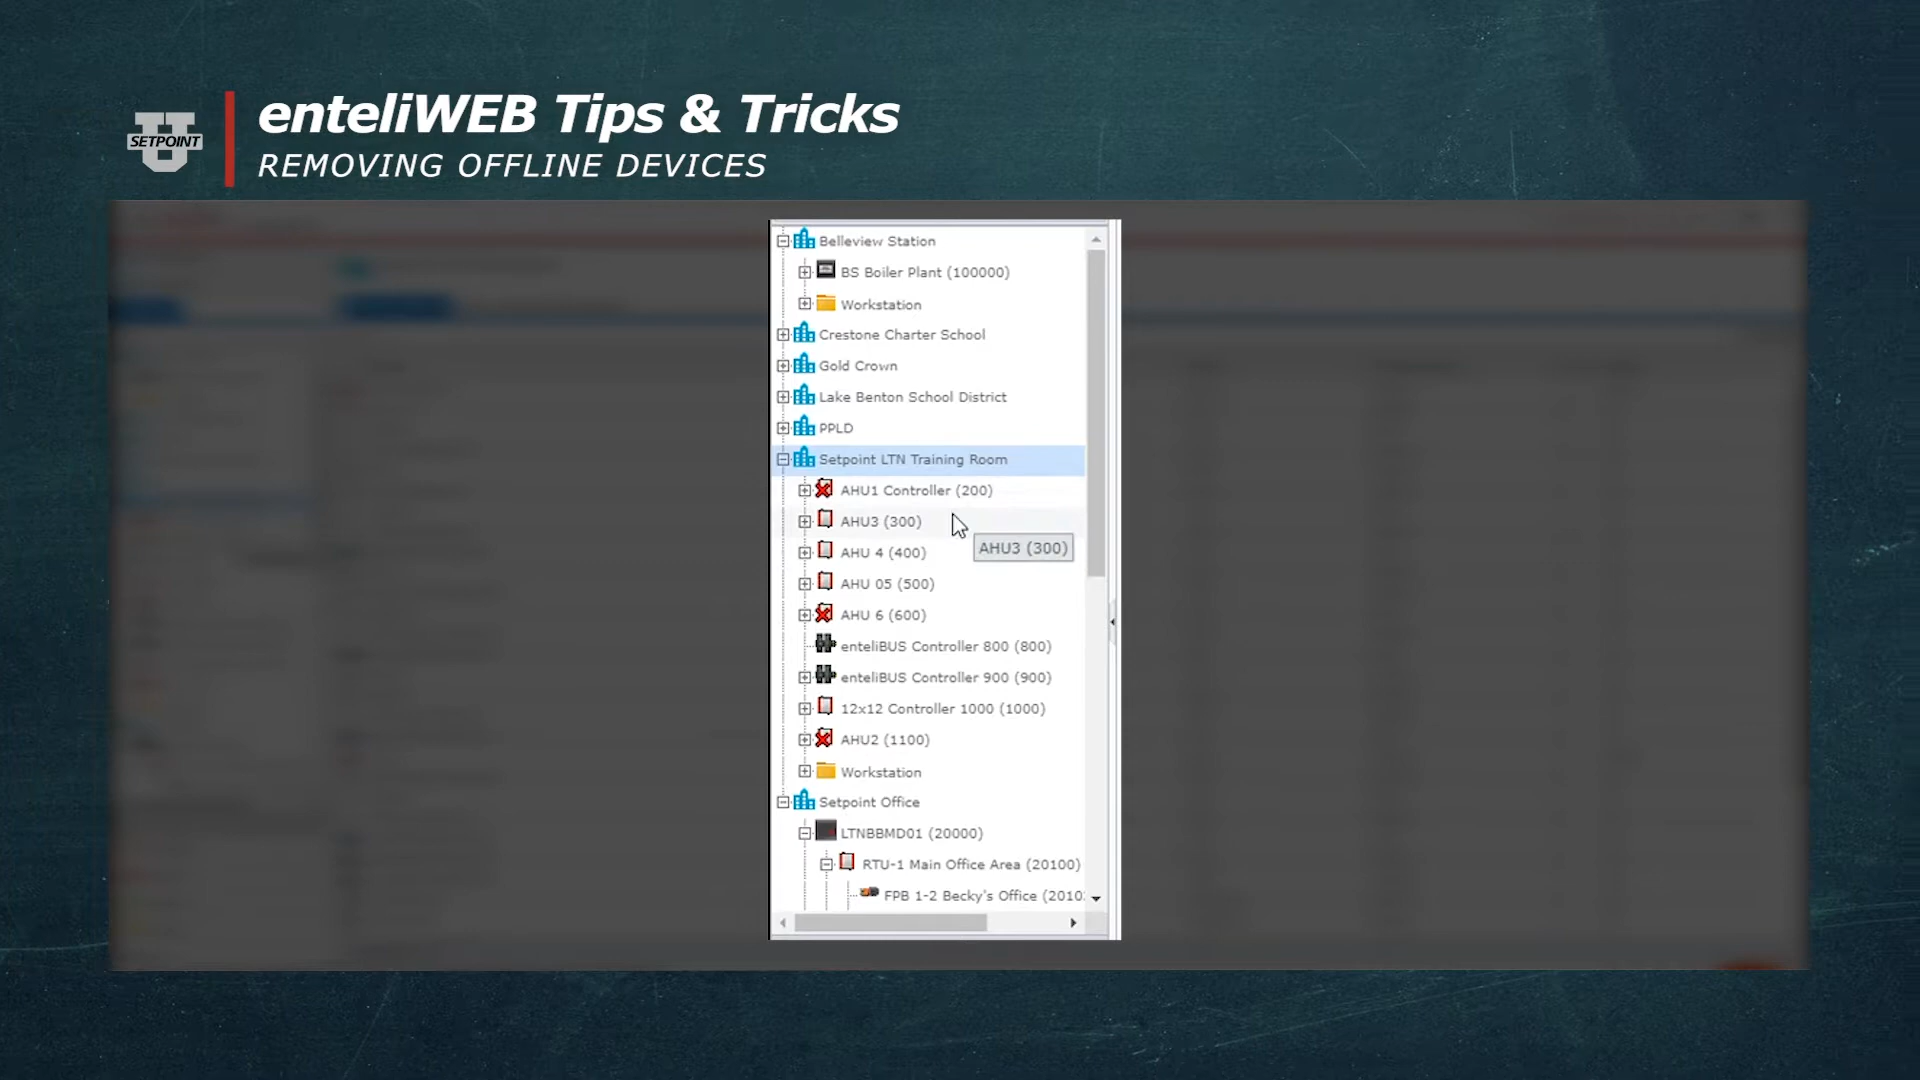 enteliWEB Tips & Tricks
SETPOINT
REMOVING OFFLINE DEVICES
Belleview Station
BS Boiler Plant (100000)
Workstation
Crestone Charter School
Gold Crown
Lake Benton School District
PPLD
Setpoint LTN Training Room
AHU1 Controller (200)
AHU3 (300)
AHU3 (300)
AHU 4 (400)
AHU 05 (500)
AHU 6 (600)
enteliBUS Controller 800 (800)
enteliBUS Controller 900 (900)
12x12 Controller 1000 (1000)
AHU2 (1100)
Workstation
Setpoint Office
LTNBBMD01 (20000)
RTU-1 Main Office Area (20100)
FPB 1-2 Becky's Office (2010